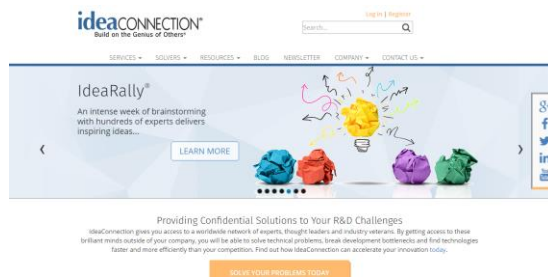 Log In | Register
ideaCONNECTION®
Build on the Genius of Others®
Search...
SERVICES SOLVERS RESOURCES BLOG NEWSLETTER COMPANY CONTACT US
IdeaRally®
An intense week of brainstorming
with hundreds of experts delivers
inspiring ideas...
LEARN MORE
Providing Confidential Solutions to Your R&D Challenges
IdeaConnection gives you access to a worldwide network of experts, thought leaders and industry veterans. By getting access to these
brilliant minds outside of your company, you will be able to solve technical problems, break development bottlenecks and find technologies
faster and more efficiently than your competition. Find out how IdeaConnection can accelerate your innovation today.
SOLVE YOUR PROBLEMS TODAY